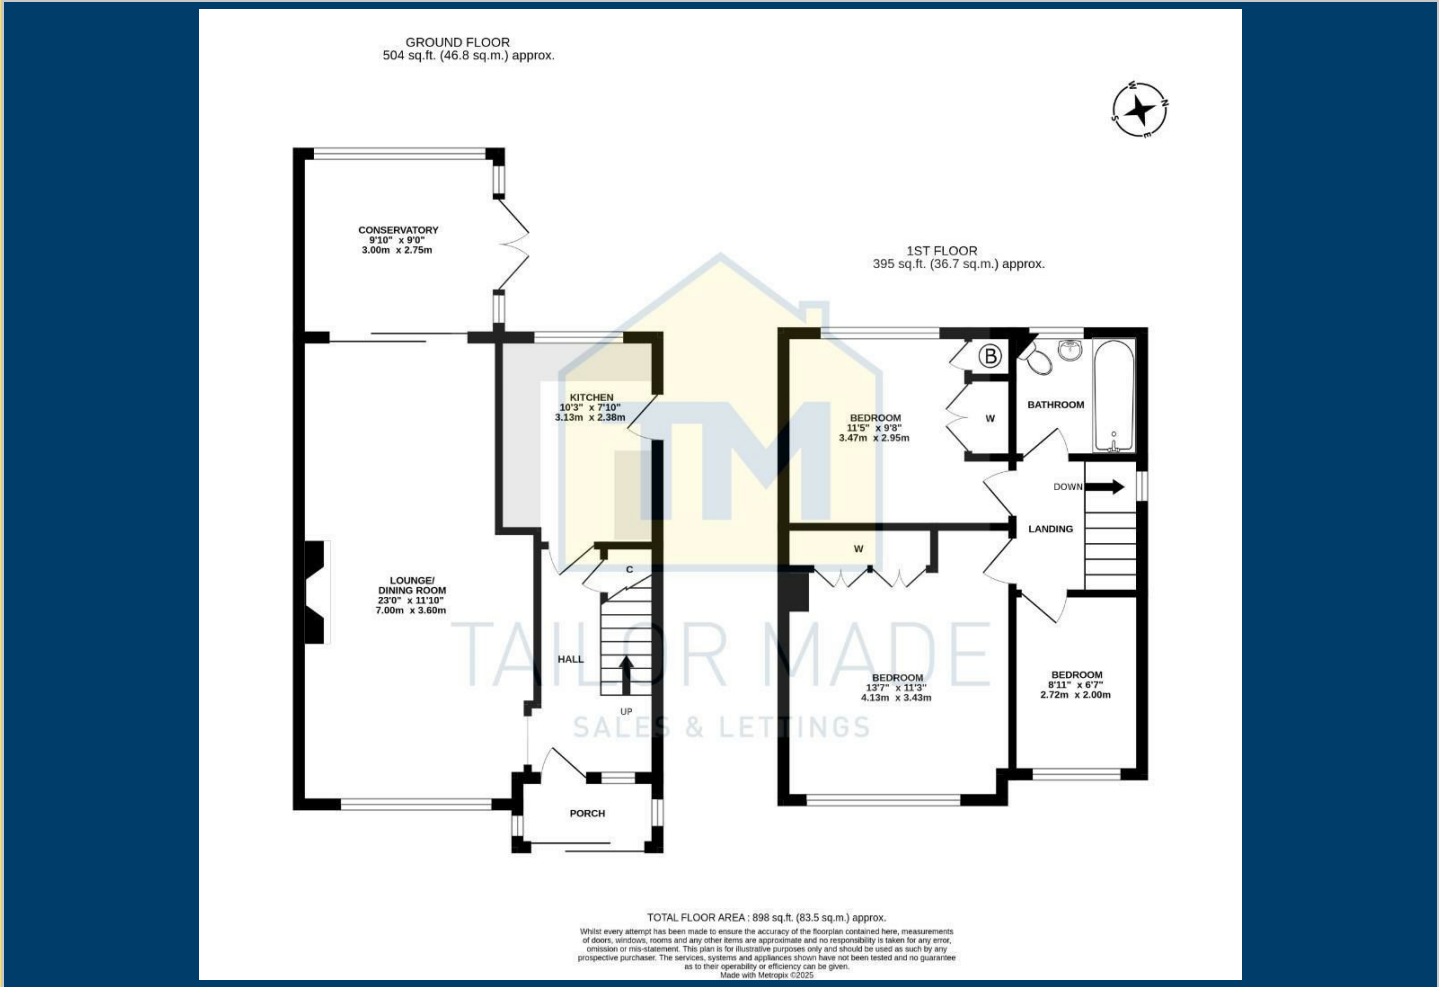 GROUND FLOOR
504 sq.ft. (46.8 sq.m.) approx.
W
N
S
E
CONSERVATORY
9'10" x 9'0"
3.00m x 2.75m
1ST FLOOR
395 sq.ft. (36.7 sq.m.) approx.
KITCHEN
10'3" x 7'10"
3.13m x 2.38m
B
W
BEDROOM
11'5" x 9'8"
3.47m x 2.95m
BATHROOM
TM
DOWN
LANDING
W
C
LOUNGE/
DINING ROOM
23'0" x 11'10"
7.00m x 3.60m
HALL
UP
TAILOR MADE
SALES & LETTINGS
BEDROOM
13'7" x 11'3"
4.13m x 3.43m
BEDROOM
8'11" x 6'7"
2.72m x 2.00m
PORCH
TOTAL FLOOR AREA : 898 sq.ft. (83.5 sq.m.) approx.
Whilst every attempt has been made to ensure the accuracy of the floorplan contained here, measurements
of doors, windows, rooms and any other items are approximate and no responsibility is taken for any error,
omission or mis-statement. This plan is for illustrative purposes only and should be used as such by any
prospective purchaser. The services, systems and appliances shown have not been tested and no guarantee
as to their operability or efficiency can be given.
Made with Metropix ©2025